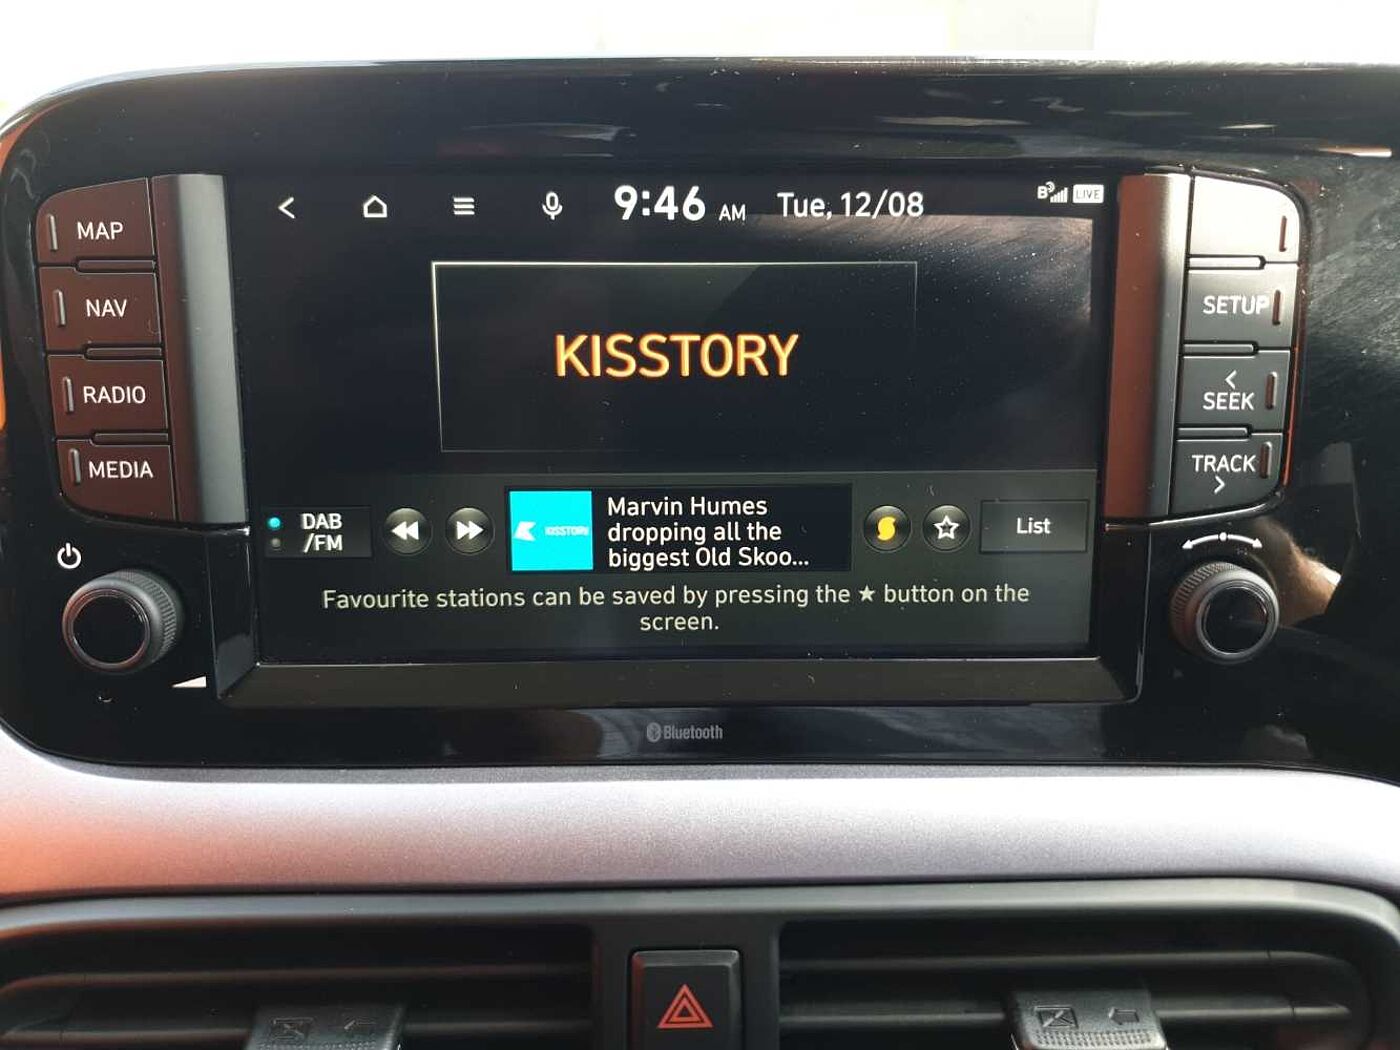 9:46 AM Tue, 12/08
B LIVE
MAP
NAV
RADIO
MEDIA
SETUP
<
SEEK
TRACK
>
KISSTORY
DAB
/FM
KISSTORY
Marvin Humes
dropping all the
biggest Old Skoo...
List
Favourite stations can be saved by pressing the ★ button on the
screen.
Bluetooth